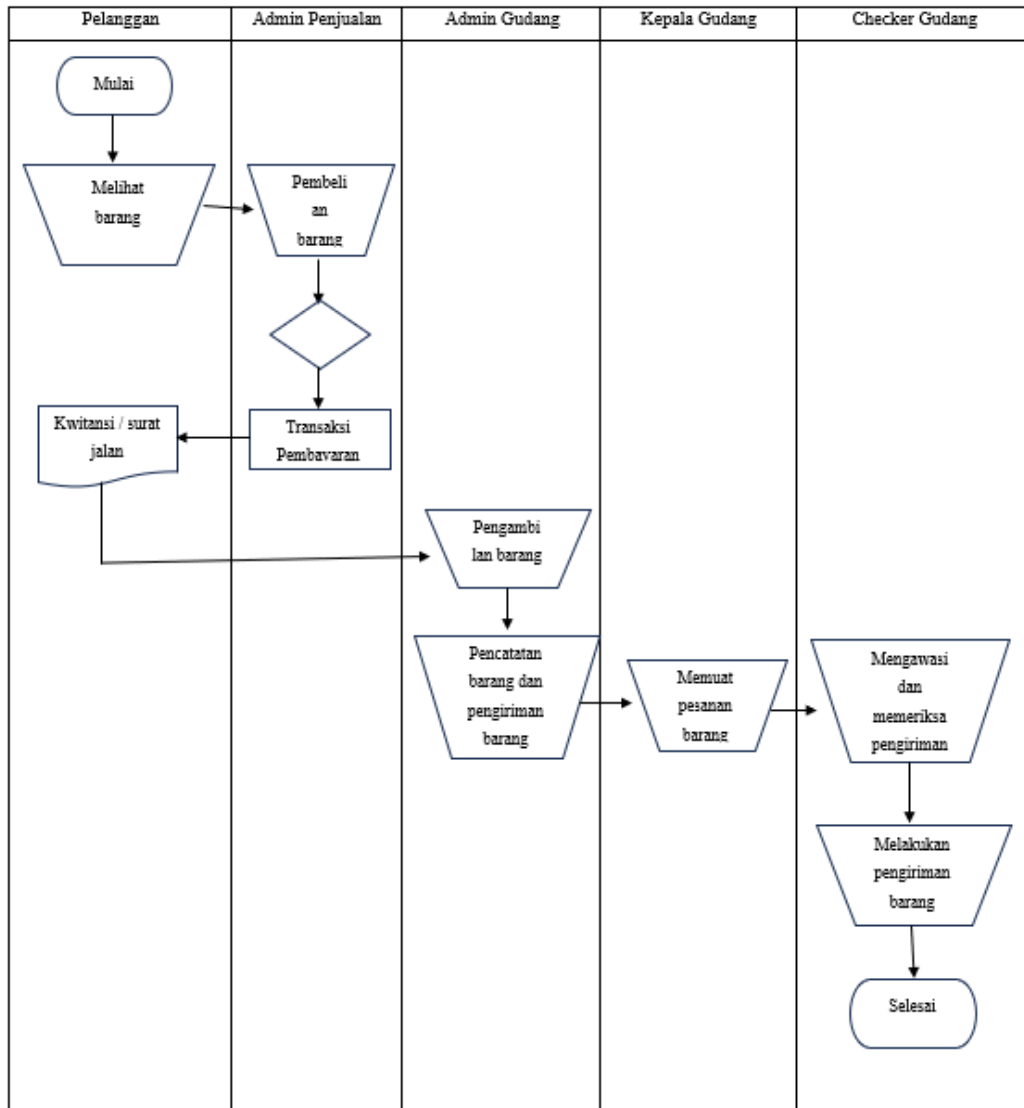 Pelanggan
Admin Penjualan
Admin Gudang
Kepala Gudang
Checker Gudang
Mulai
Melihat
barang
Pembeli
an
barang
Transaksi
Pembayaran
Kwitansi / surat
jalan
Pengambi
lan barang
Pencatatan
barang dan
pengiriman
barang
Memuat
pesanan
barang
Mengawasi
dan
memeriksa
pengiriman
Melakukan
pengiriman
barang
Selesai